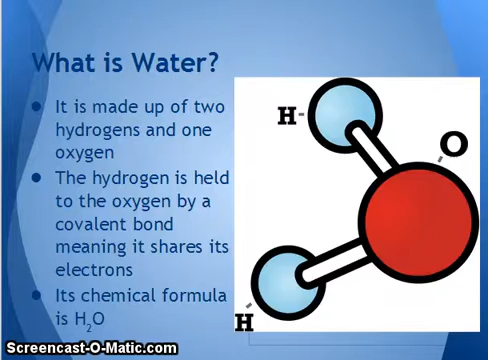 What is Water?
● It is made up of two
hydrogens and one
oxygen
● The hydrogen is held
to the oxygen by a
covalent bond
meaning it shares its
electrons
● Its chemical formula
is H₂O
H
O
H
Screencast-O-Matic.com